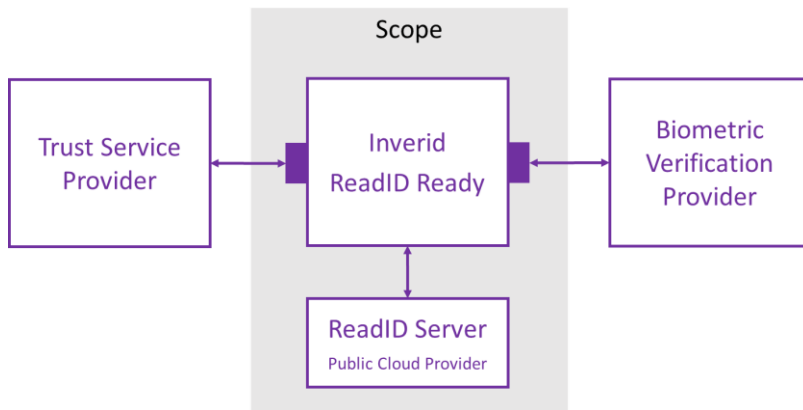 Scope
Trust Service
Provider
Inverid
ReadID Ready
Biometric
Verification
Provider
ReadID Server
Public Cloud Provider